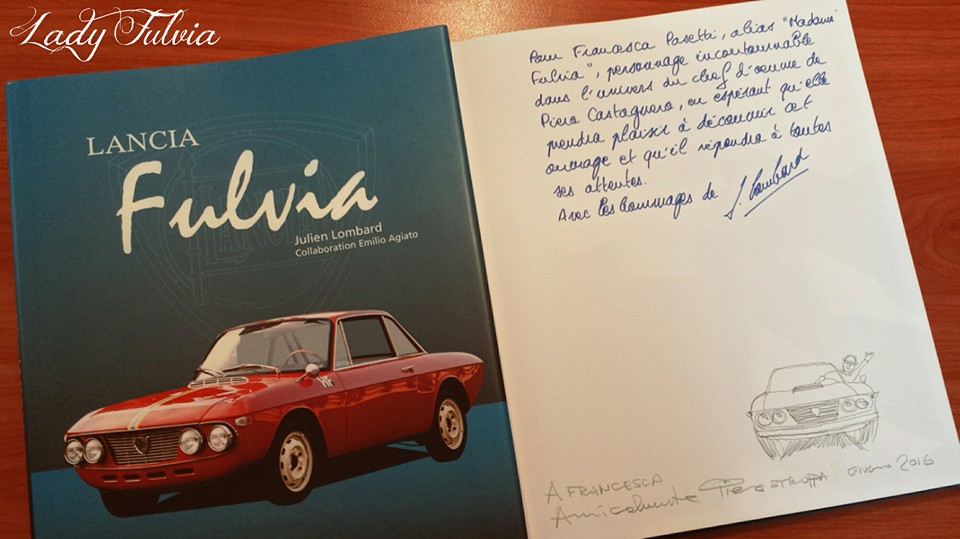 Lady Fulvia
LANCIA
Fulvia
Julien Lombard
Collaboration Emilio Agiato
HF
Pour Francesca Pasetti, alias "Madame
Fulvia", personnage incontournable
dans l'univers du chef d'oeuvre de
Piero Castagnero, en espérant qu'elle
prendra plaisir à découvrir cet
ouvrage et qu'il répondra à toutes
ses attentes.
Avec les hommages de J. Lombard
A FRANCESCA
Amicalmente Piero STROPPA GIUGNO 2016